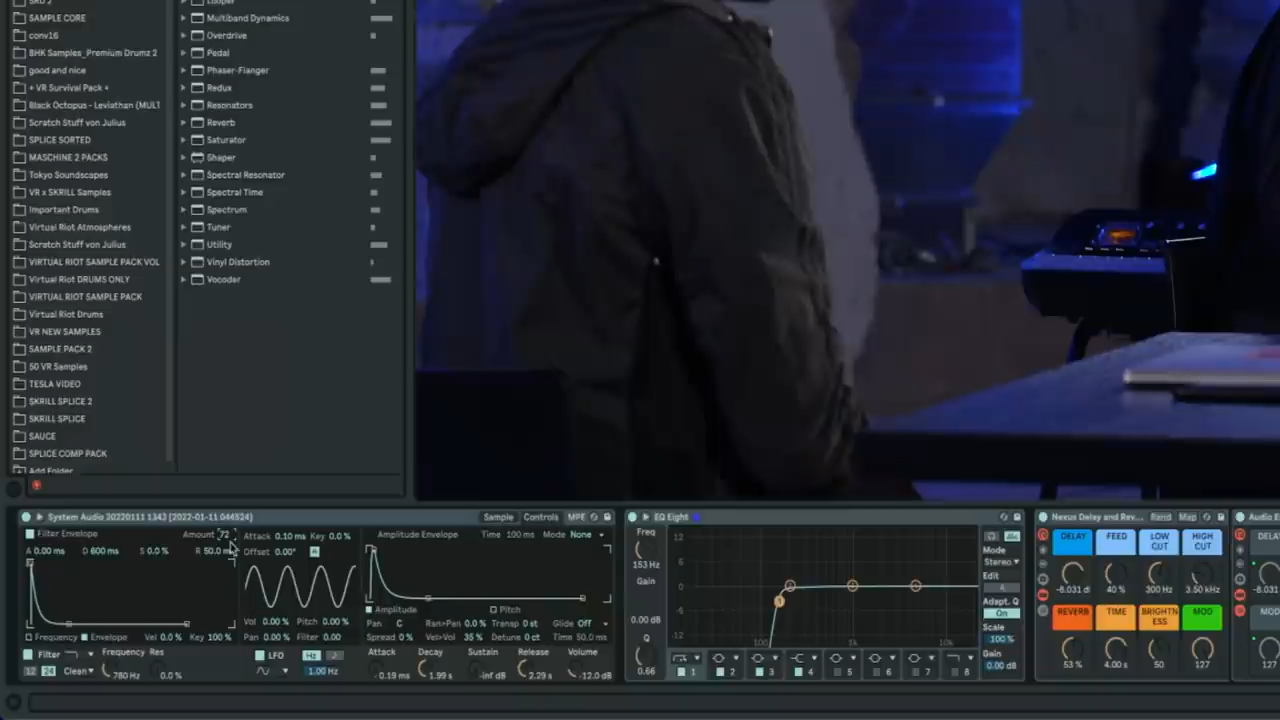 SRD 2
SAMPLE CORE
conv16
BHK Samples_Premium Drumz 2
good and nice
+ VR Survival Pack +
Black Octopus - Leviathan (MULT
Scratch Stuff von Julius
SPLICE SORTED
MASCHINE 2 PACKS
Tokyo Soundscapes
VR x SKRILL Samples
Important Drums
Virtual Riot Atmospheres
Scratch Stuff von Julius
VIRTUAL RIOT SAMPLE PACK VOL
Virtual Riot DRUMS ONLY
VIRTUAL RIOT SAMPLE PACK
Virtual Riot Drums
VR NEW SAMPLES
SAMPLE PACK 2
50 VR Samples
TESLA VIDEO
SKRILL SPLICE 2
SKRILL SPLICE
SAUCE
SPLICE COMP PACK
Add Folder
Looper
Multiband Dynamics
Overdrive
Pedal
Phaser-Flanger
Redux
Resonators
Reverb
Saturator
Shaper
Spectral Resonator
Spectral Time
Spectrum
Tuner
Utility
Vinyl Distortion
Vocoder
System Audio 20220111 1343 [2022-01-11 044324] Sample Controls MPE
Filter Envelope Amount 72
A 0.00 ms D 600 ms S 0.0 % R 50.0 m
Frequency Envelope Vel 0.0 % Key 100 %
Filter Frequency Res
12 24 Clean 780 Hz 0.0 %
Attack 0.10 ms Key 0.0 %
Offset 0.00° R
Vol 0.00 % Pitch 0.00 %
Pan 0.00 % Filter 0.00
LFO Hz
1.00 Hz
Amplitude Envelope Time 100 ms Mode None
Amplitude Pitch
Pan C Ran>Pan 0.0 % Transp 0 st Glide Off
Spread 0 % Vel>Vol 35 % Detune 0 ct Time 50.0 ms
Attack Decay Sustain Release Volume
0.19 ms 1.99 s -inf dB 2.29 s -12.0 dB
EQ Eight
Freq
153 Hz
Gain
0.00 dB
Q
0.66
12
6
0
-6
-12
100 1k 10k
1 2 3 4 5 6 7 8
Mode
Stereo
Edit
A
Adapt. Q
On
Scale
100 %
Gain
0.00 dB
Nexus Delay and Rev... Rand Map
DELAY FEED LOW CUT HIGH CUT
-8.031 di 40 % 300 Hz 3.50 kHz
REVERB TIME BRIGHTN ESS MOD
53 % 4.00 s 50 127
Audio E
DELA
MOD
127